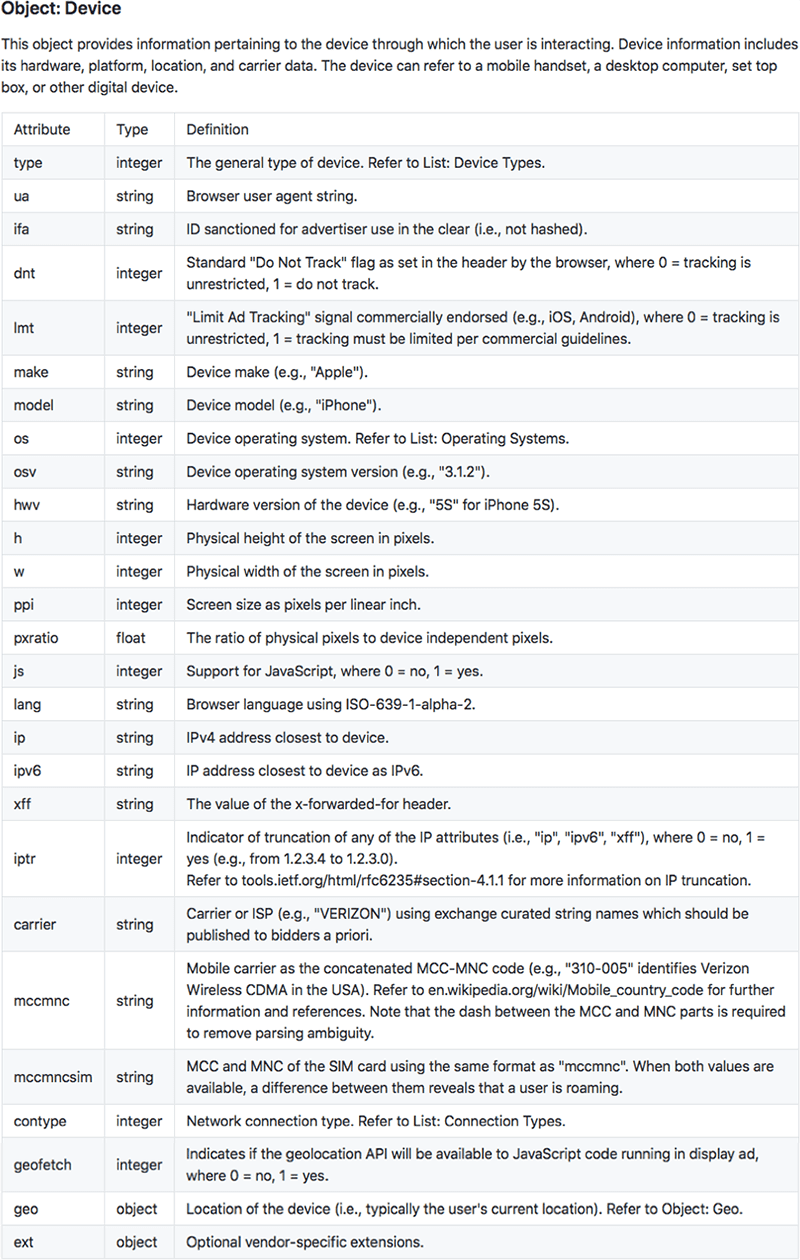 Object: Device
This object provides information pertaining to the device through which the user is interacting. Device information includes
its hardware, platform, location, and carrier data. The device can refer to a mobile handset, a desktop computer, set top
box, or other digital device.
Attribute Type Definition
type integer The general type of device. Refer to List: Device Types.
ua string Browser user agent string.
ifa string ID sanctioned for advertiser use in the clear (i.e., not hashed).
dnt integer Standard "Do Not Track" flag as set in the header by the browser, where 0 = tracking is
unrestricted, 1 = do not track.
lmt integer "Limit Ad Tracking" signal commercially endorsed (e.g., iOS, Android), where 0 = tracking is
unrestricted, 1 = tracking must be limited per commercial guidelines.
make string Device make (e.g., "Apple").
model string Device model (e.g., "iPhone").
os integer Device operating system. Refer to List: Operating Systems.
osv string Device operating system version (e.g., "3.1.2").
hwv string Hardware version of the device (e.g., "5S" for iPhone 5S).
h integer Physical height of the screen in pixels.
w integer Physical width of the screen in pixels.
ppi integer Screen size as pixels per linear inch.
pxratio float The ratio of physical pixels to device independent pixels.
js integer Support for JavaScript, where 0 = no, 1 = yes.
lang string Browser language using ISO-639-1-alpha-2.
ip string IPv4 address closest to device.
ipv6 string IP address closest to device as IPv6.
xff string The value of the x-forwarded-for header.
iptr integer Indicator of truncation of any of the IP attributes (i.e., "ip", "ipv6", "xff"), where 0 = no, 1 =
yes (e.g., from 1.2.3.4 to 1.2.3.0).
Refer to tools.ietf.org/html/rfc6235#section-4.1.1 for more information on IP truncation.
carrier string Carrier or ISP (e.g., "VERIZON") using exchange curated string names which should be
published to bidders a priori.
mccmnc string Mobile carrier as the concatenated MCC-MNC code (e.g., "310-005" identifies Verizon
Wireless CDMA in the USA). Refer to en.wikipedia.org/wiki/Mobile_country_code for further
information and references. Note that the dash between the MCC and MNC parts is required
to remove parsing ambiguity.
mccmncsim string MCC and MNC of the SIM card using the same format as "mccmnc". When both values are
available, a difference between them reveals that a user is roaming.
contype integer Network connection type. Refer to List: Connection Types.
geofetch integer Indicates if the geolocation API will be available to JavaScript code running in display ad,
where 0 = no, 1 = yes.
geo object Location of the device (i.e., typically the user's current location). Refer to Object: Geo.
ext object Optional vendor-specific extensions.